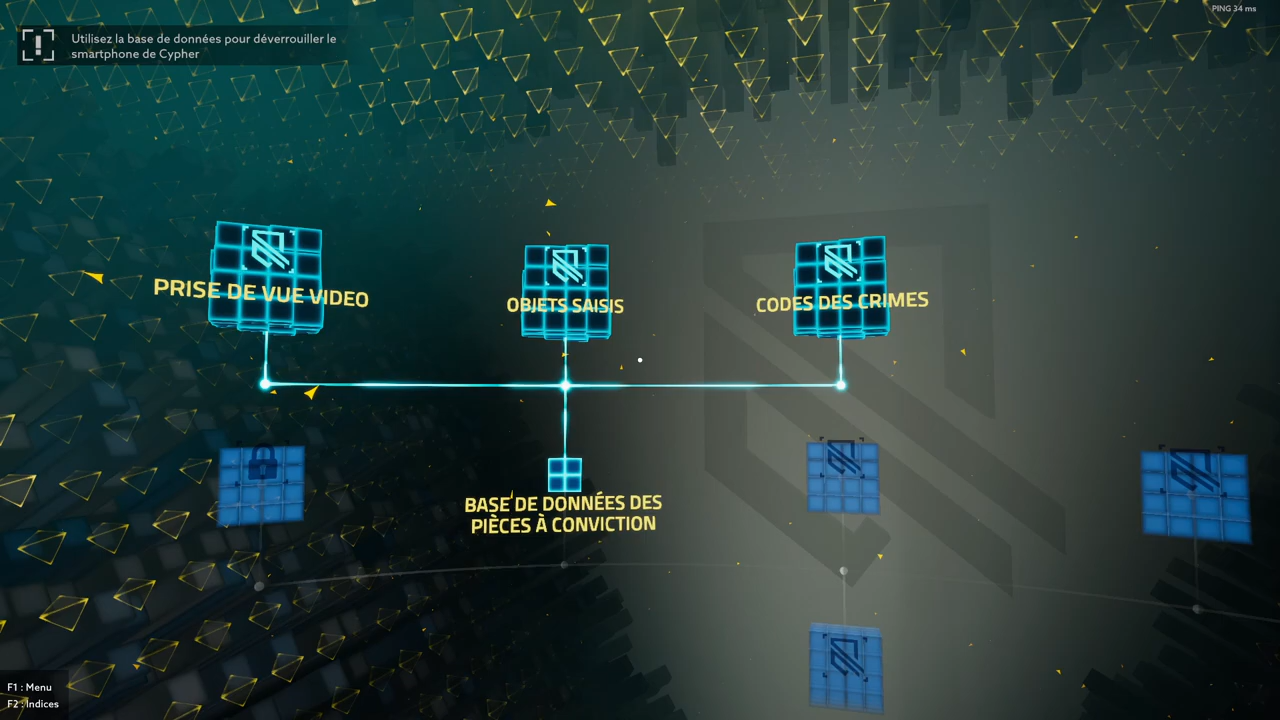 PING 34 ms
Utilisez la base de données pour déverrouiller le
smartphone de Cypher
PRISE DE VUE VIDEO
OBJETS SAISIS
CODES DES CRIMES
BASE DE DONNÉES DES
PIÈCES À CONVICTION
F1 : Menu
F2 : Indices